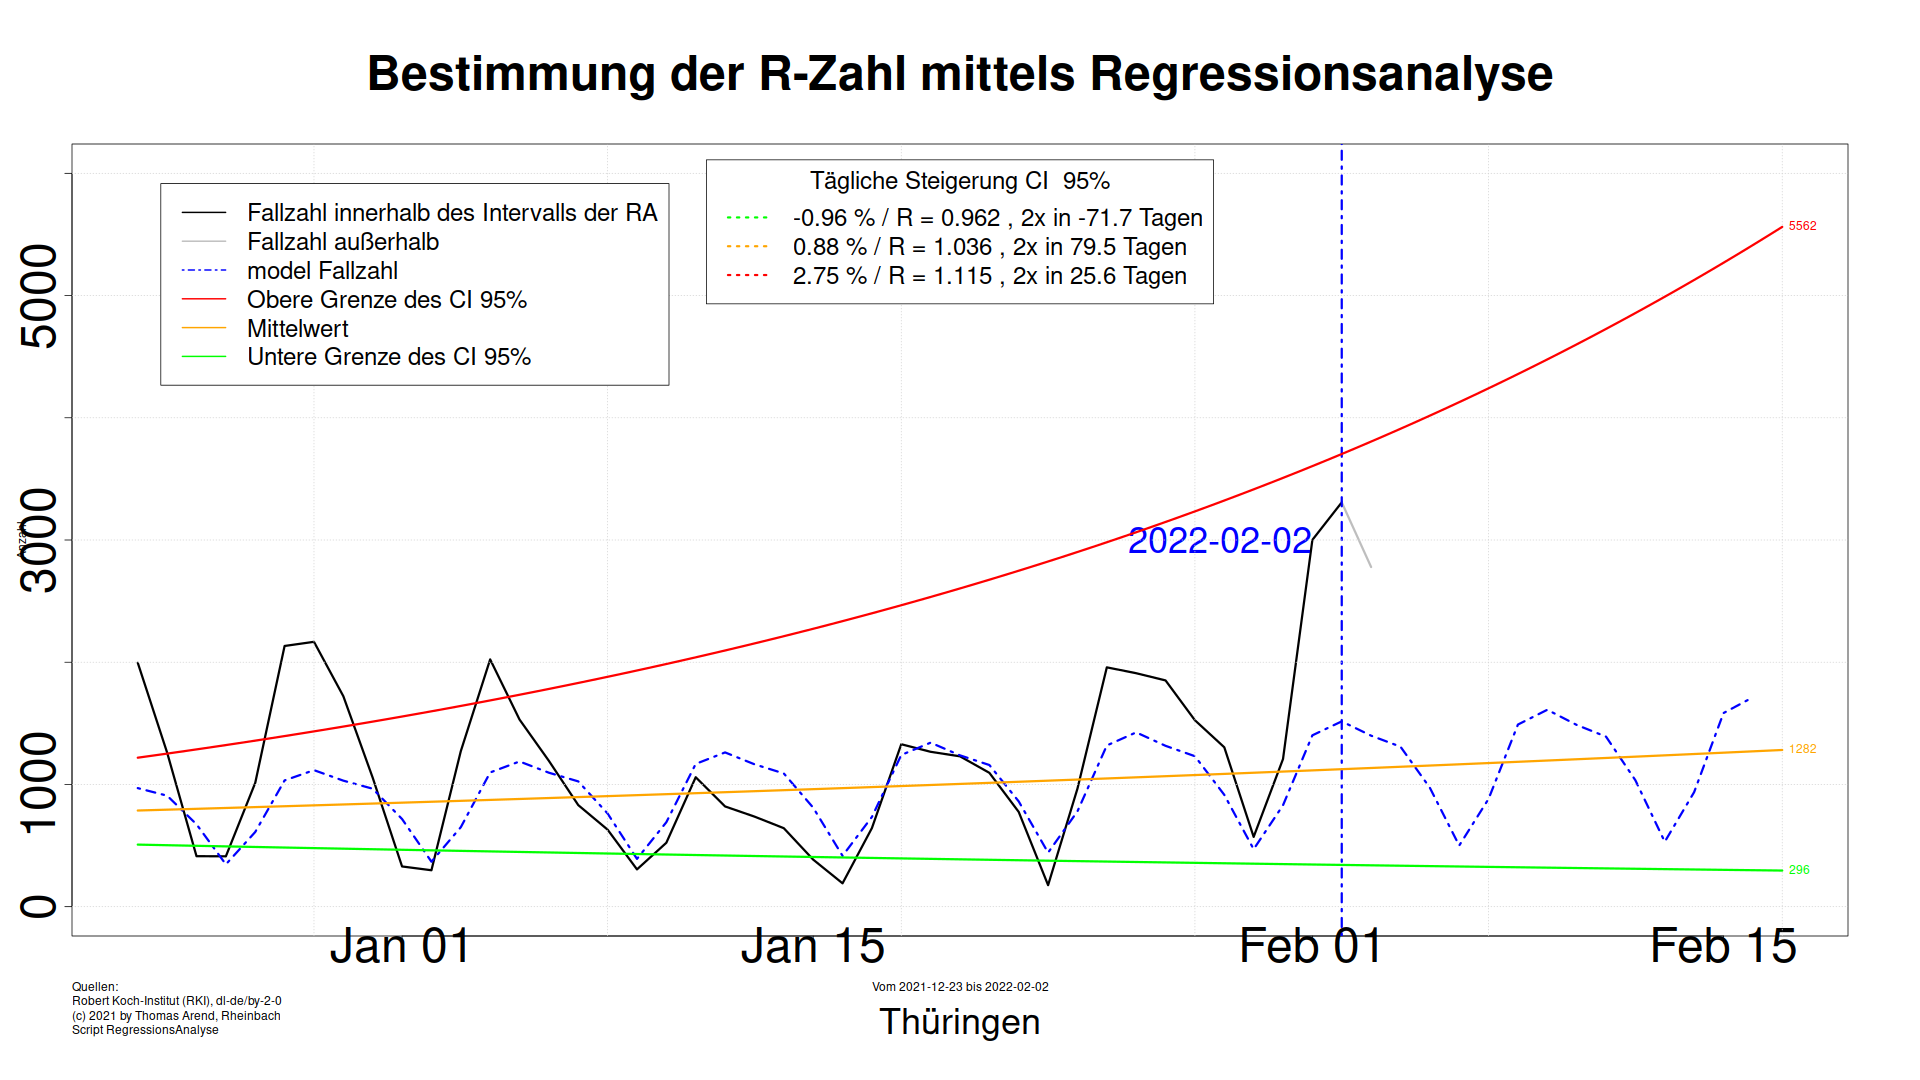 Bestimmung der R-Zahl mittels Regressionsanalyse
Fallzahl innerhalb des Intervalls der RA
Fallzahl außerhalb
model Fallzahl
Obere Grenze des CI 95%
Mittelwert
Untere Grenze des CI 95%
Tägliche Steigerung CI  95%
-0.96 % / R = 0.962 , 2x in -71.7 Tagen
0.88 % / R = 1.036 , 2x in 79.5 Tagen
2.75 % / R = 1.115 , 2x in 25.6 Tagen
5562
5000
3000
Anzahl
2022-02-02
1282
1000
296
0
Jan 01
Jan 15
Feb 01
Feb 15
Quellen:
Robert Koch-Institut (RKI), dl-de/by-2-0
(c) 2021 by Thomas Arend, Rheinbach
Script RegressionsAnalyse
Vom 2021-12-23 bis 2022-02-02
Thüringen